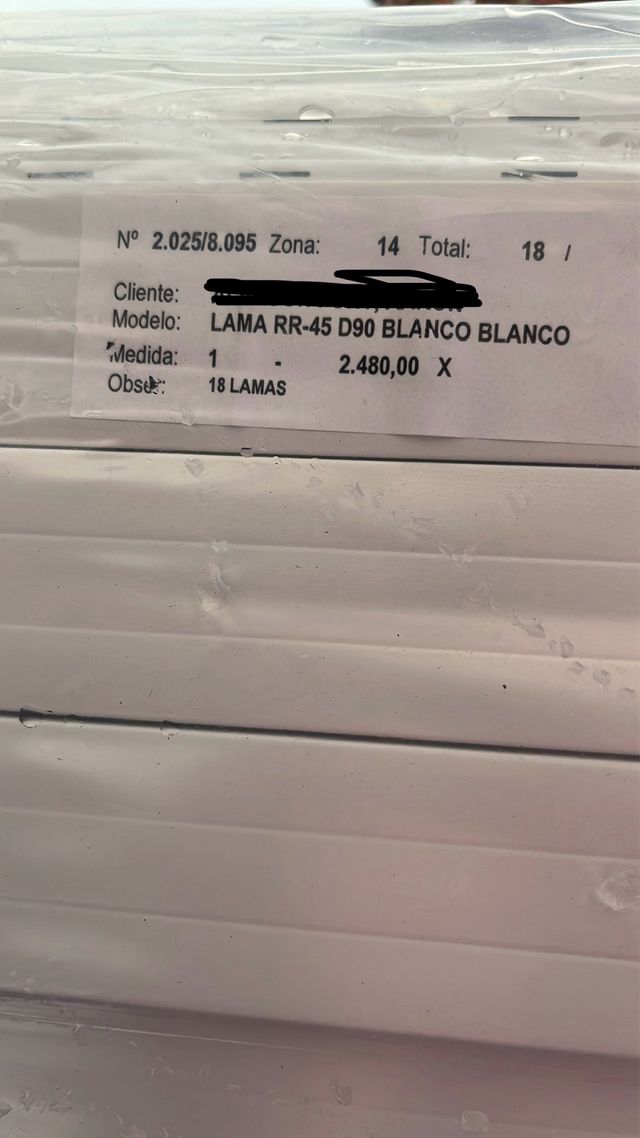 Nº 2.025/8.095 Zona: 14 Total: 18 /
Cliente:
Modelo: LAMA RR-45 D90 BLANCO BLANCO
Medida: 1 - 2.480,00 X
Obser: 18 LAMAS